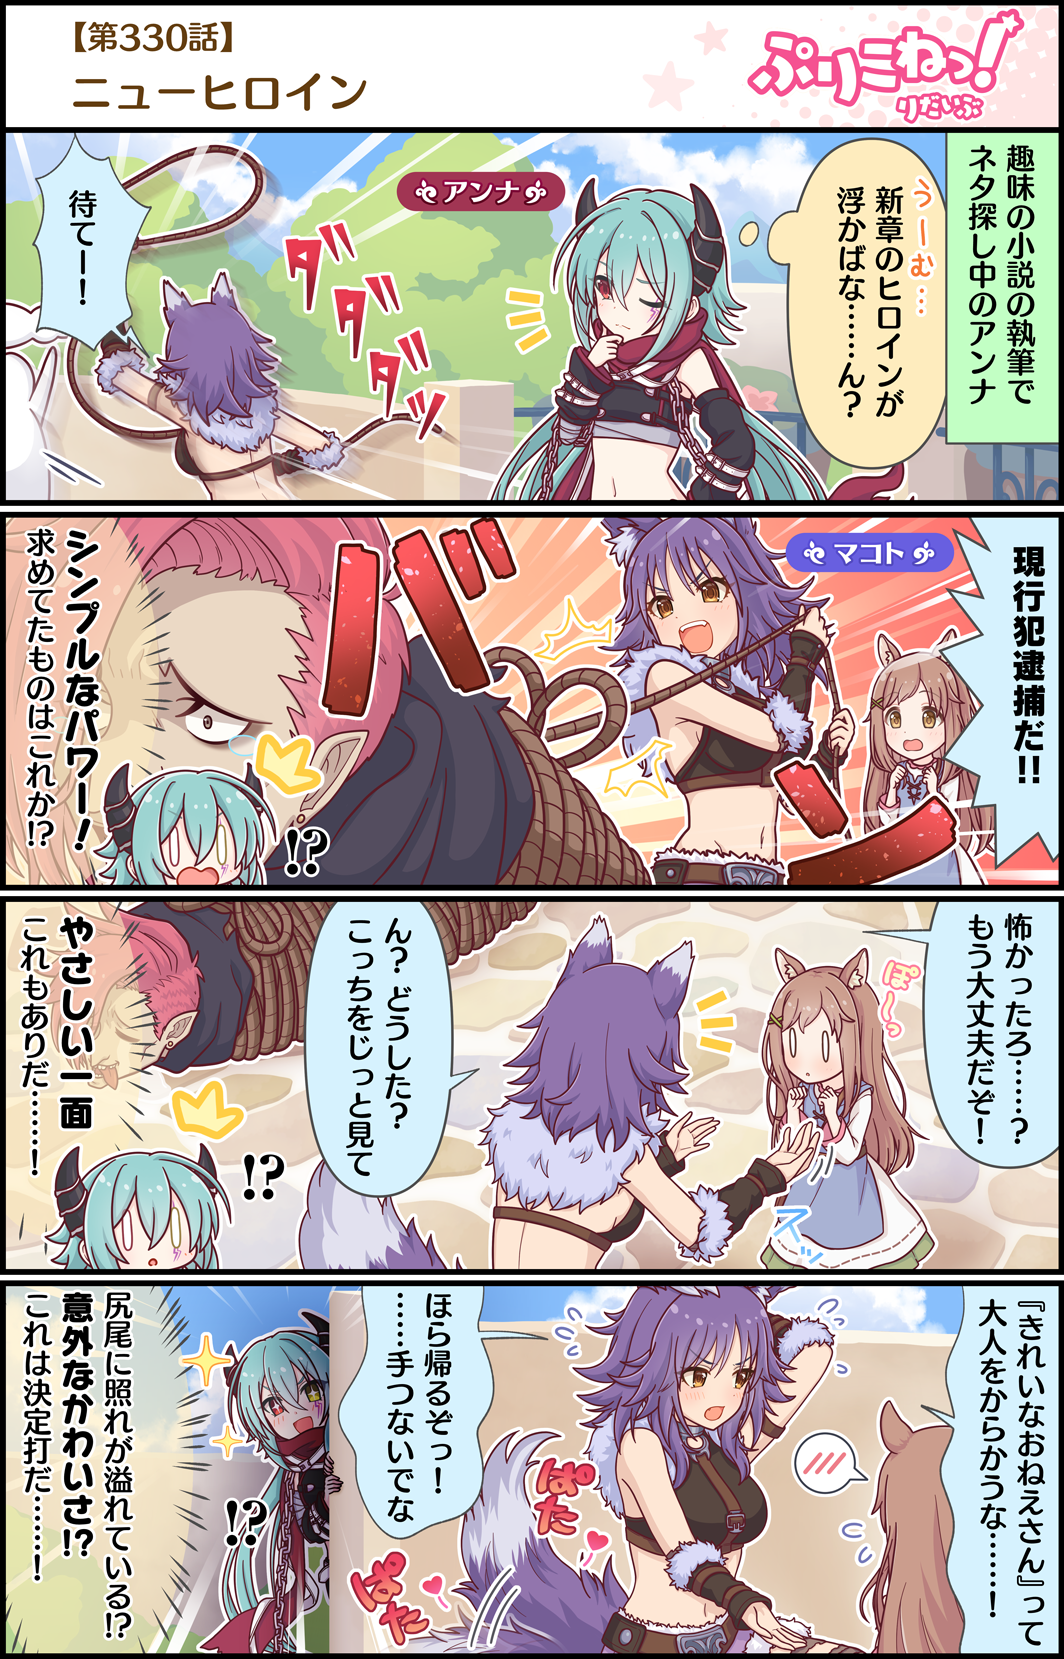 【第330話】
ニューヒロイン
ぷりこねっ!
りだいぶ
趣味の小説の執筆で
ネタ探し中のアンナ
うーむ…
新章のヒロインが
浮かばな……ん?
アンナ
ダダダダッ
待てー!
現行犯逮捕だ!!
マコト
バーン
!?
シンプルなパワー!
求めてたものはこれか!?
怖かったろ……?
もう大丈夫だぞ!
ぽ〜っ
スッ
ん?どうした?
こっちをじっと見て
!?
やさしい一面
これもありだ………!
『きれいなおねえさん』って
大人をからかうな……!
ほら帰るぞっ!
……手つないでな
ぱた
ぱた
!?
尻尾に照れが溢れている!?
意外なかわいさ!?
これは決定打だ………!